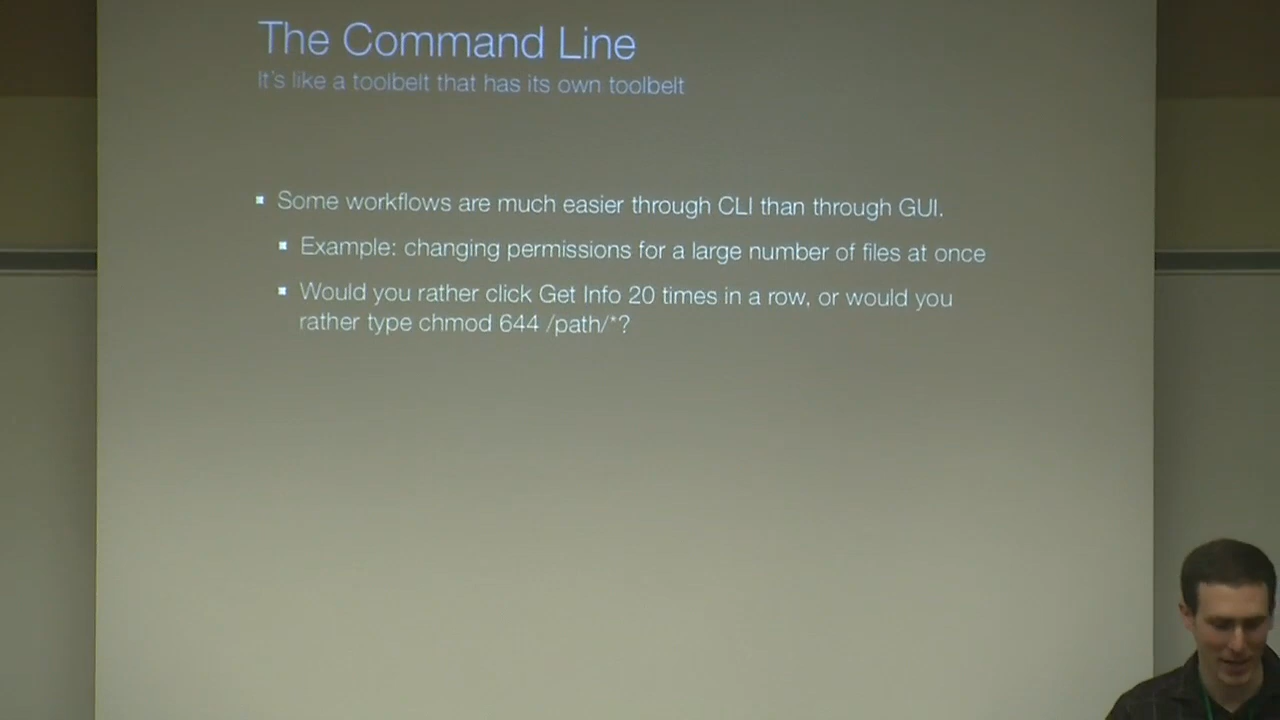 The Command Line
It's like a toolbelt that has its own toolbelt
Some workflows are much easier through CLI than through GUI.
Example: changing permissions for a large number of files at once
Would you rather click Get Info 20 times in a row, or would you
rather type chmod 644 /path/*?